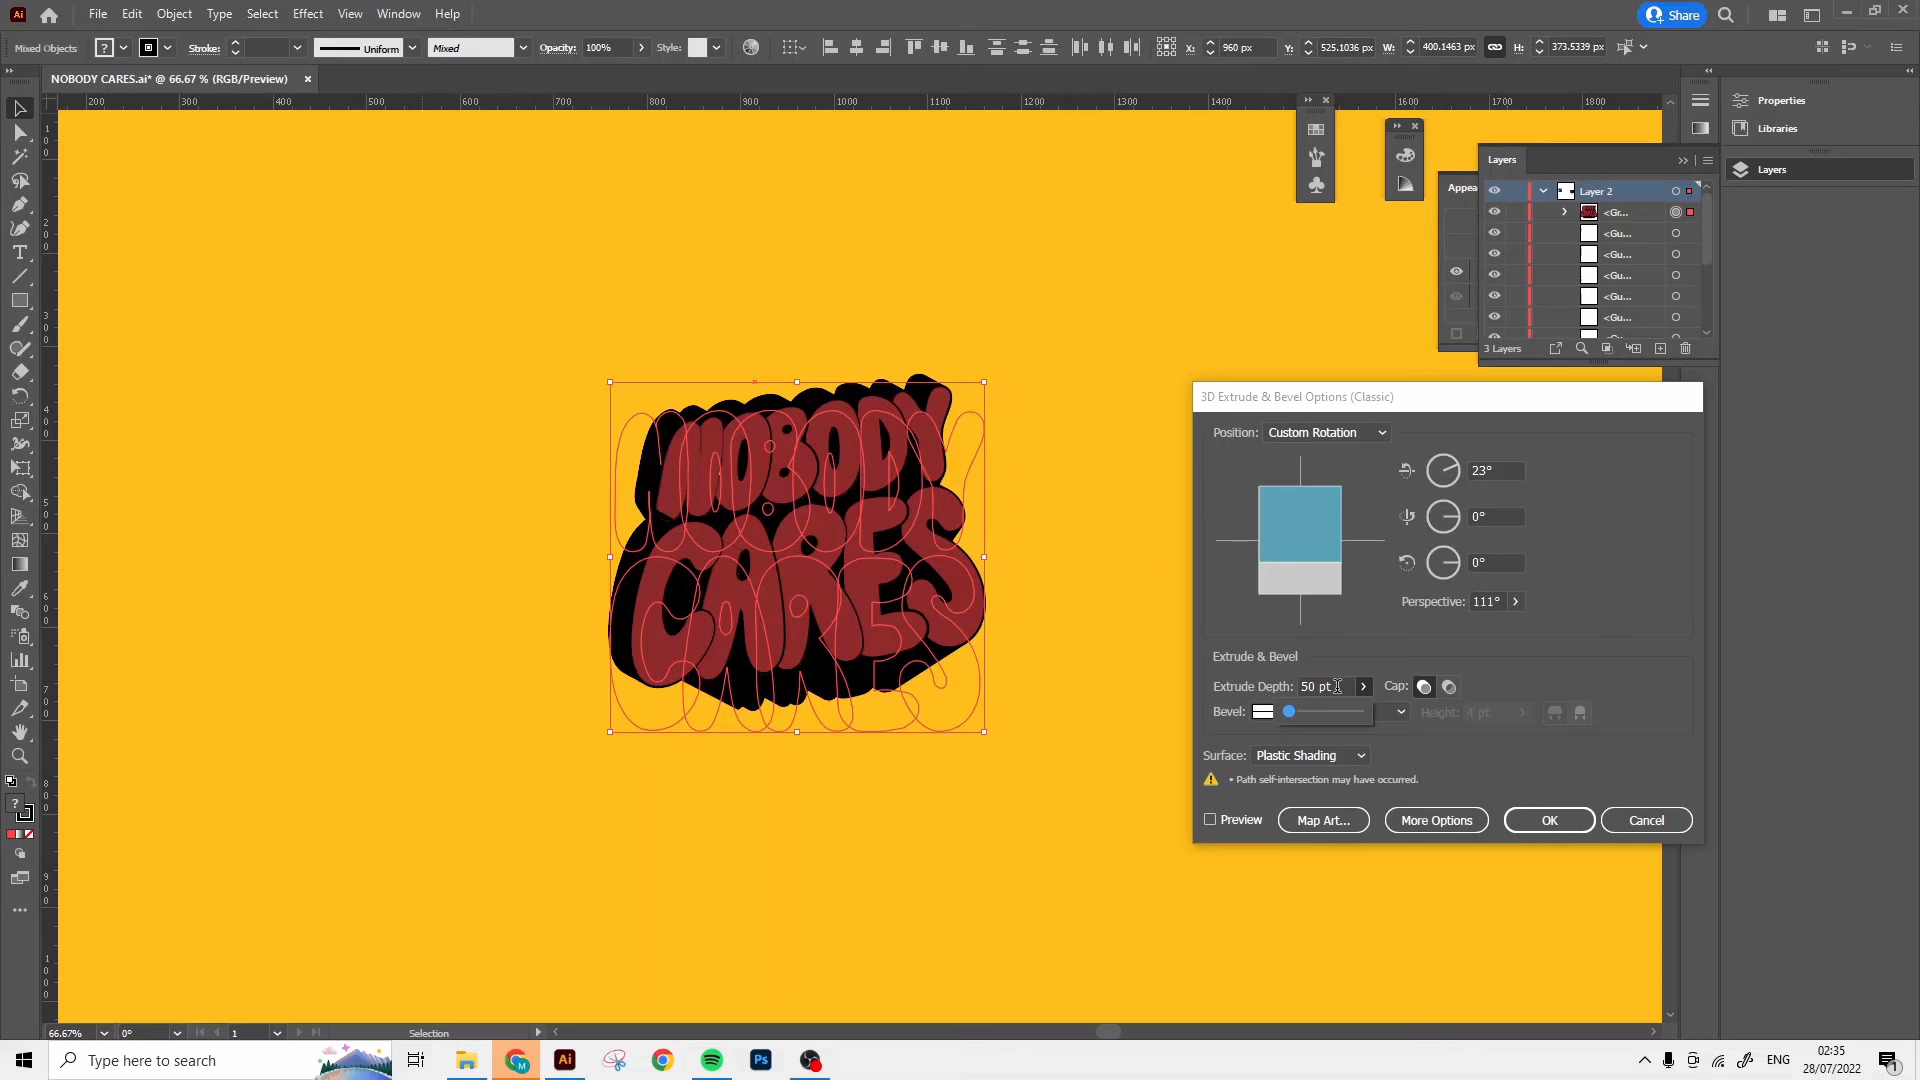 Ai File Edit Object Type Select Effect View Window Help Share
Mixed Objects ? Stroke: Uniform Mixed Opacity: 100% Style: X: 960 px Y: 525.1036 px W: 400.1463 px H: 373.5339 px
NOBODY CARES.ai* @ 66.67 % (RGB/Preview)
200 300 400 500 600 700 800 900 1000 1100 1200 1300 1400 1600 1700 1800
Properties
Libraries
Layers
Layers
Appea
Layer 2
<Gr...
<Gu...
<Gu...
<Gu...
<Gu...
<Gu...
3 Layers
NOBODY
CARES
3D Extrude & Bevel Options (Classic)
Position: Custom Rotation
23°
0°
0°
Perspective: 111°
Extrude & Bevel
Extrude Depth: 50 pt Cap:
Bevel: Height: 4 pt
Surface: Plastic Shading
• Path self-intersection may have occurred.
Preview Map Art... More Options OK Cancel
66.67% 0° 1 Selection
Type here to search Ai Ps ENG 02:35
28/07/2022